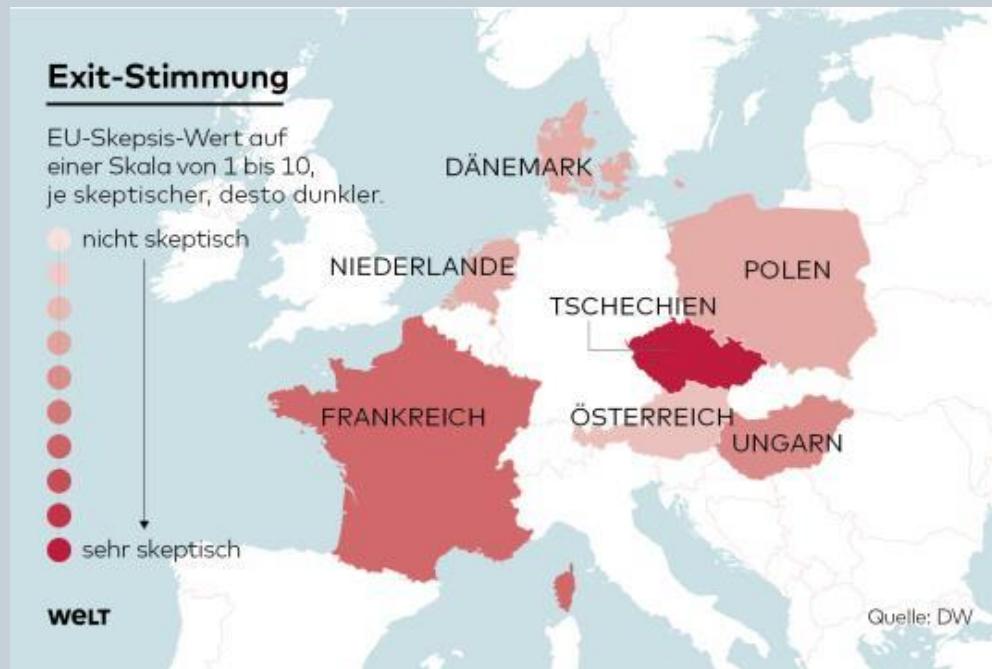 Exit-Stimmung
EU-Skepsis-Wert auf
einer Skala von 1 bis 10,
je skeptischer, desto dunkler.
nicht skeptisch
sehr skeptisch
DÄNEMARK
NIEDERLANDE
POLEN
TSCHECHIEN
FRANKREICH
ÖSTERREICH
UNGARN
WELT
Quelle: DW